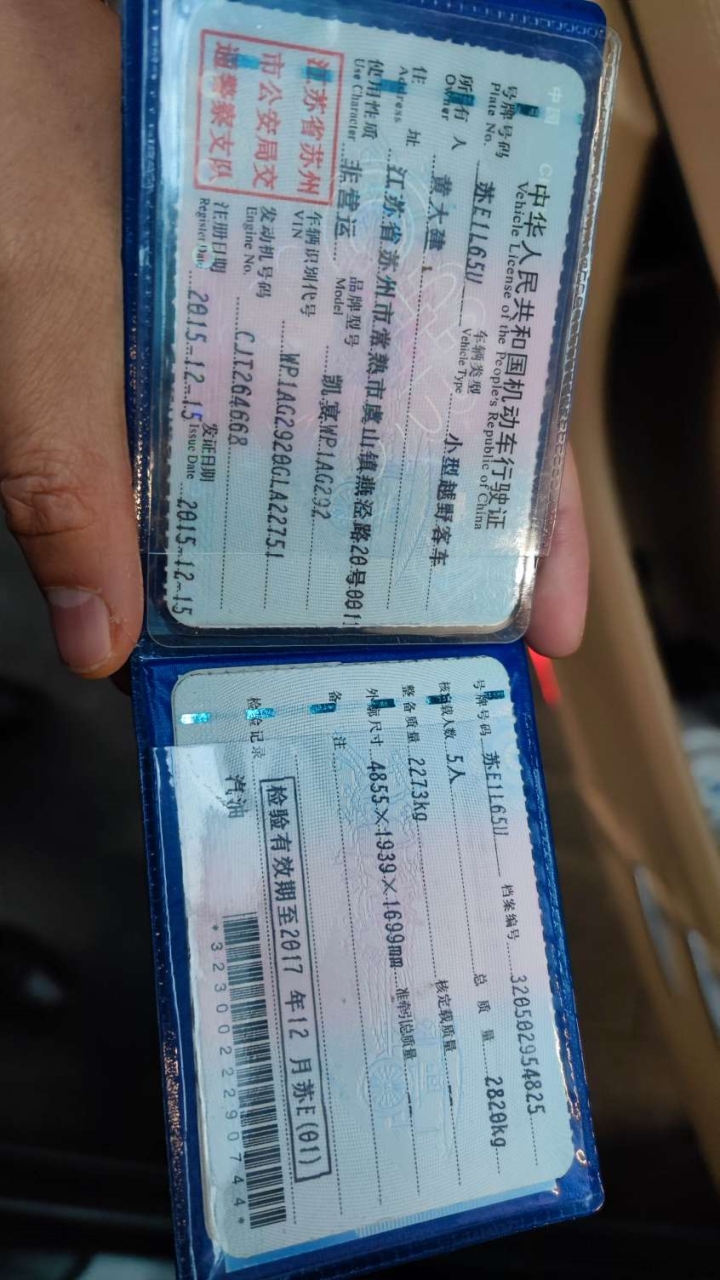 中华人民共和国机动车行驶证
Vehicle License of the People's Republic of China
号牌号码 苏E1L65U 车辆类型 小型越野客车
Plate No. Vehicle Type
所有人 黄大鑫
Owner
住址 江苏省苏州市常熟市虞山镇燕泾路20号0011
Address
使用性质 非营运 品牌型号 凯宴WP1AG292
Use Character Model
江苏省苏州
市公安局交
通警察支队
车辆识别代号 WP1AG2920GLA22751
VIN
发动机号码 CJT264668
Engine No.
注册日期 2015-12-15 发证日期 2015-12-15
Register Date Issue Date
号牌号码 苏E1L65U 档案编号 320502954825
核定载人数 5人 总质量 2820kg
整备质量 2273kg 核定载质量 --
外廓尺寸 4855×1939×1699mm 准牵引总质量 --
备注
检验记录 检验有效期至2017年12月苏E(01)
汽油
*3230022290744*